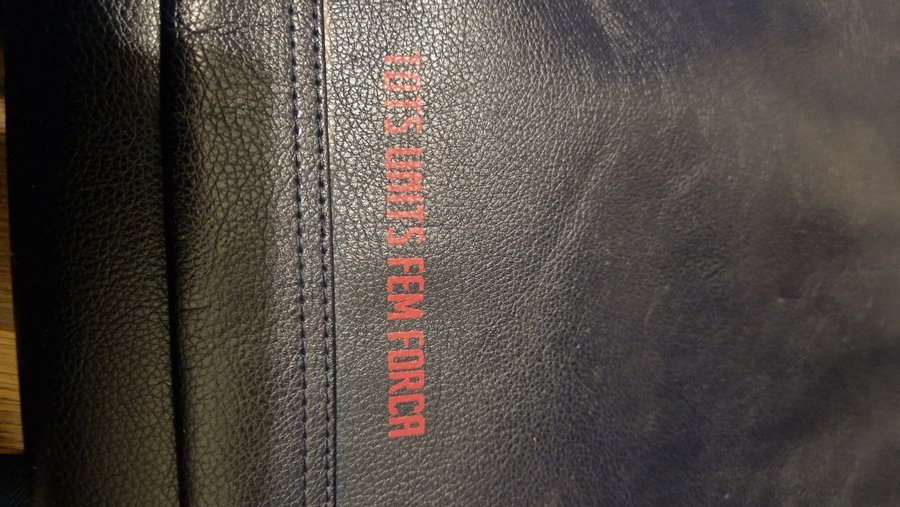 TOTS UNITS FEM FORCA